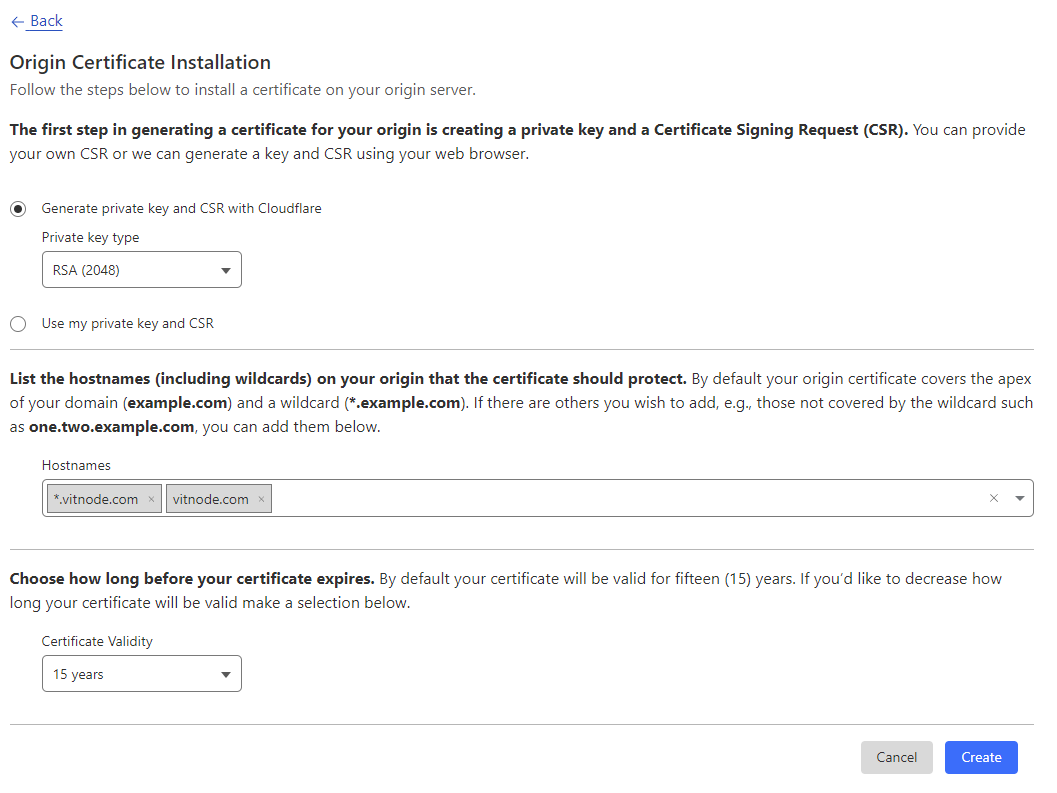 ← Back
Origin Certificate Installation
Follow the steps below to install a certificate on your origin server.
The first step in generating a certificate for your origin is creating a private key and a Certificate Signing Request (CSR). You can provide
your own CSR or we can generate a key and CSR using your web browser.
Generate private key and CSR with Cloudflare
Private key type
RSA (2048)
Use my private key and CSR
List the hostnames (including wildcards) on your origin that the certificate should protect. By default your origin certificate covers the apex
of your domain (example.com) and a wildcard (*.example.com). If there are others you wish to add, e.g., those not covered by the wildcard such
as one.two.example.com, you can add them below.
Hostnames
*.vitnode.com × vitnode.com ×
Choose how long before your certificate expires. By default your certificate will be valid for fifteen (15) years. If you’d like to decrease how
long your certificate will be valid make a selection below.
Certificate Validity
15 years
Cancel Create